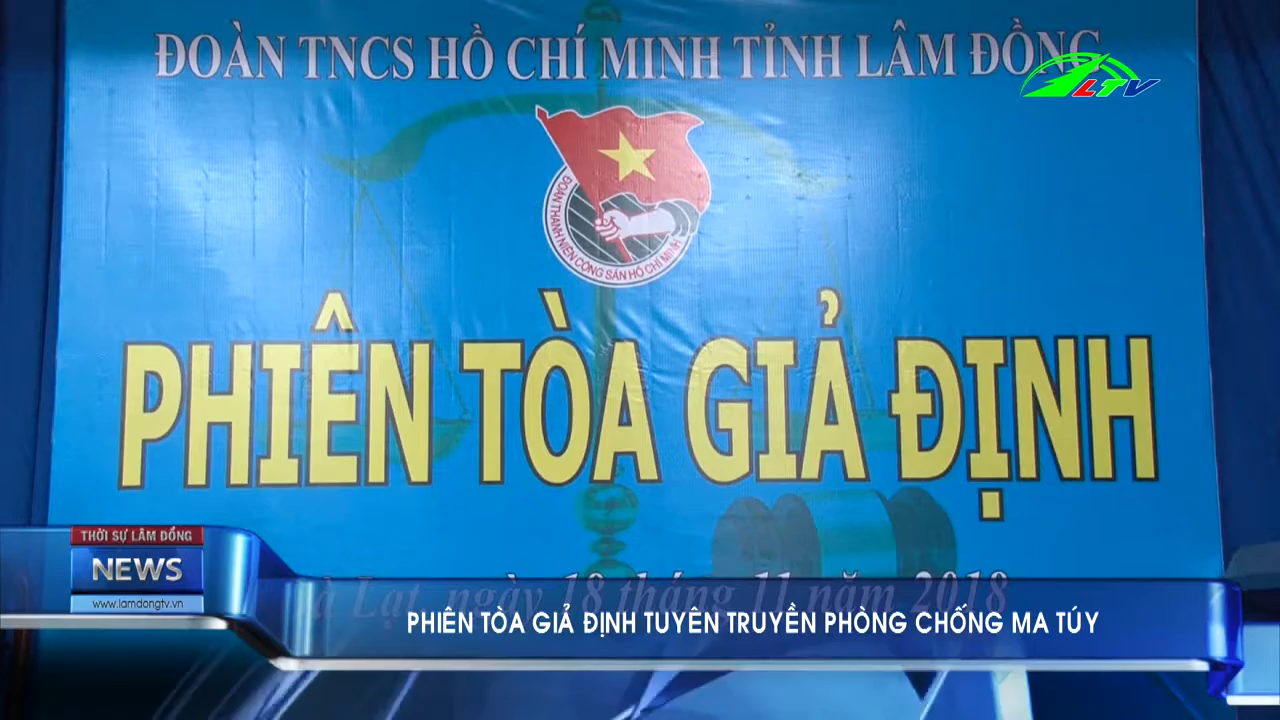 ĐOÀN TNCS HỒ CHÍ MINH TỈNH LÂM ĐỒNG
LTV
ĐOÀN THANH NIÊN CỘNG SẢN HỒ CHÍ MINH
PHIÊN TÒA GIẢ ĐỊNH
Lạt, ngày 18 tháng 11 năm 2018
THỜI SỰ LÂM ĐỒNG
NEWS
www.lamdongtv.vn
PHIÊN TÒA GIẢ ĐỊNH TUYÊN TRUYỀN PHÒNG CHỐNG MA TÚY